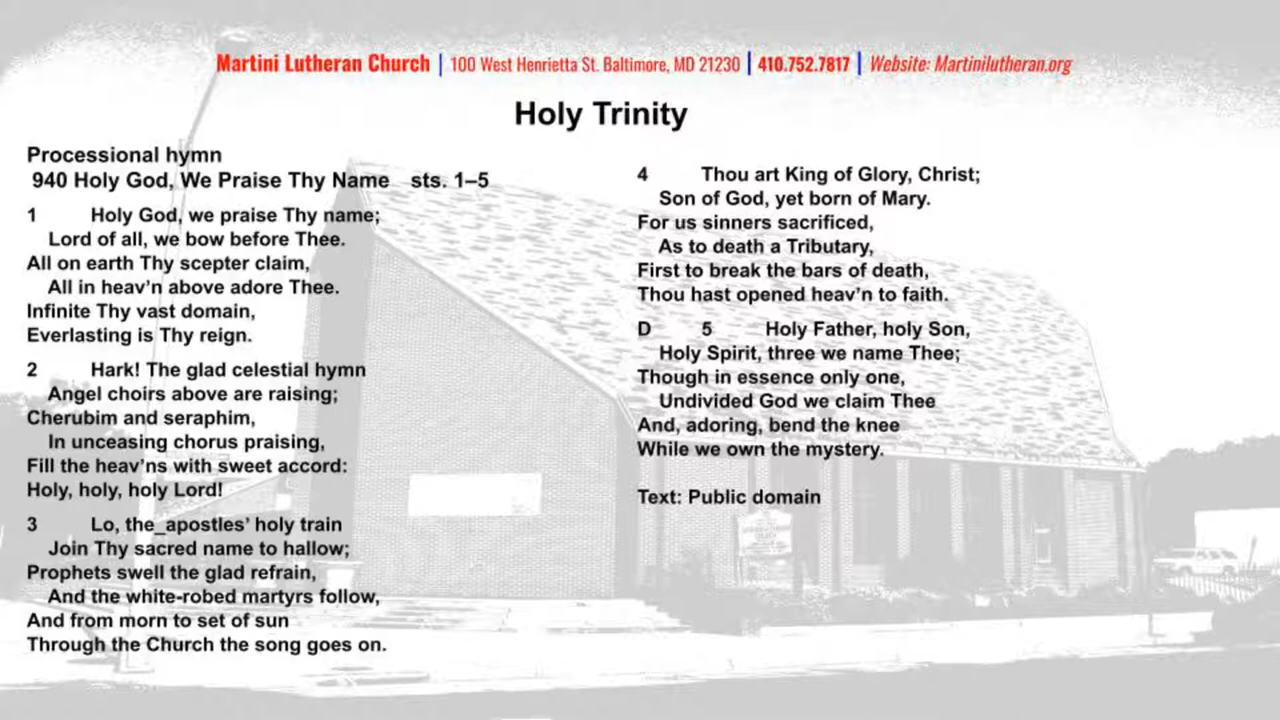 Martini Lutheran Church | 100 West Henrietta St. Baltimore, MD 21230 | 410.752.7817 | Website: Martinilutheran.org
Holy Trinity
Processional hymn
940 Holy God, We Praise Thy Name sts. 1–5
1 Holy God, we praise Thy name;
Lord of all, we bow before Thee.
All on earth Thy scepter claim,
All in heav’n above adore Thee.
Infinite Thy vast domain,
Everlasting is Thy reign.
2 Hark! The glad celestial hymn
Angel choirs above are raising;
Cherubim and seraphim,
In unceasing chorus praising,
Fill the heav’ns with sweet accord:
Holy, holy, holy Lord!
3 Lo, the_apostles’ holy train
Join Thy sacred name to hallow;
Prophets swell the glad refrain,
And the white-robed martyrs follow,
And from morn to set of sun
Through the Church the song goes on.
4 Thou art King of Glory, Christ;
Son of God, yet born of Mary.
For us sinners sacrificed,
As to death a Tributary,
First to break the bars of death,
Thou hast opened heav’n to faith.
D 5 Holy Father, holy Son,
Holy Spirit, three we name Thee;
Though in essence only one,
Undivided God we claim Thee
And, adoring, bend the knee
While we own the mystery.
Text: Public domain